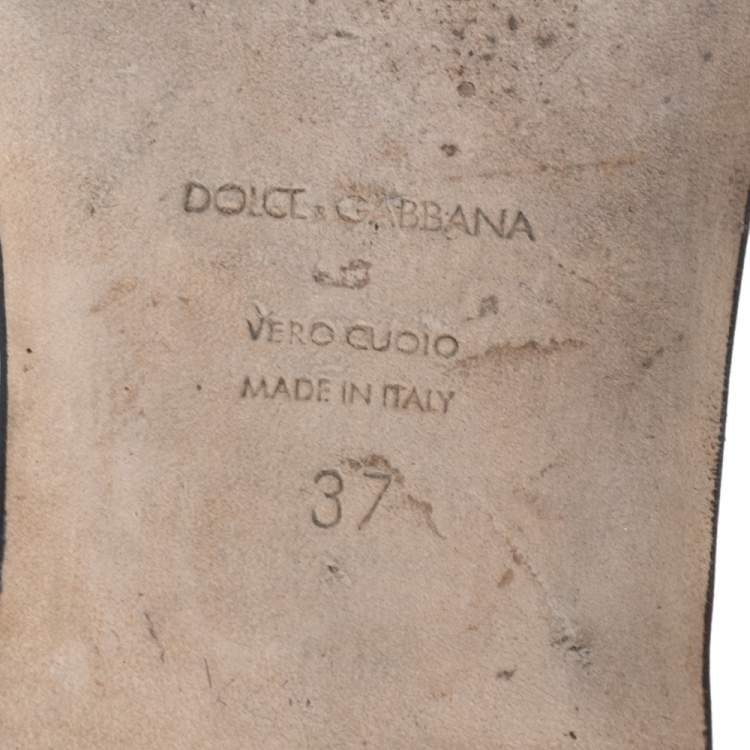 DOLCE & GABBANA
VERO CUOIO
MADE IN ITALY
37